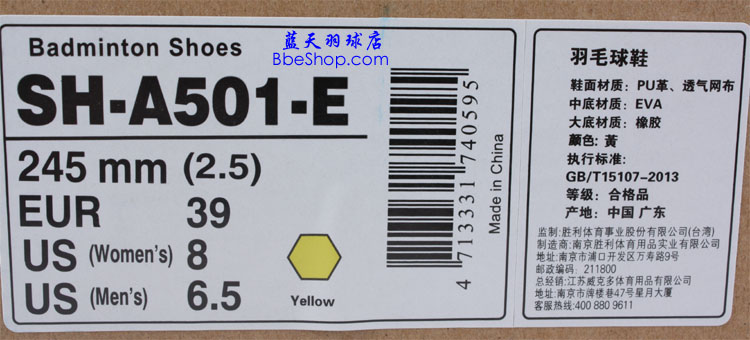 Badminton Shoes
蓝天羽球店
BbeShop.com
SH-A501-E
245 mm (2.5)
EUR 39
US (Women's) 8
US (Men's) 6.5
Yellow
4 713331 740595
Made in China
羽毛球鞋
鞋面材质：PU革、透气网布
中底材质：EVA
大底材质：橡胶
颜色：黃
执行标准：
GB/T15107-2013
等级：合格品
产地：中国 广东
监制:胜利体育事业股份有限公司(台湾)
制造商:南京胜利体育用品实业有限公司
地址:南京市浦口开发区万寿路9号
邮政编码：211800
总经销:江苏威克多体育用品有限公司
地址:南京市牌楼巷47号星月大厦
客服热线:400 880 9611